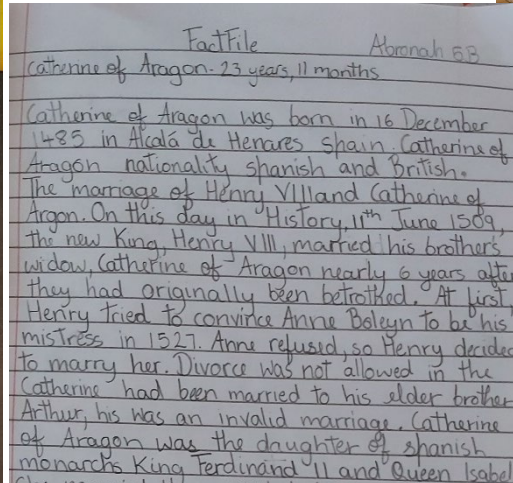 FactFile Abronah 5B
Catherine of Aragon. 23 years, 11 months
Catherine of Aragon was born in 16 December
1485 in Alcalá de Henares spain. Catherine of
Aragon nationality spanish and British.
The marriage of Henry VIII and Catherine of
Argon. On this day in History, 11th June 1509,
the new King, Henry VIII, married his brother's
widow, Catherine of Aragon nearly 6 years after
they had originally been betrothed. At first,
Henry tried to convince Anne Boleyn to be his
mistress in 1527. Anne refused, so Henry decided
to marry her. Divorce was not allowed in the
Catherine had been married to his elder brother
Arthur, his was an invalid marriage. Catherine
of Aragon was the daughter of spanish
monarchs King Ferdinand II and Queen Isabel